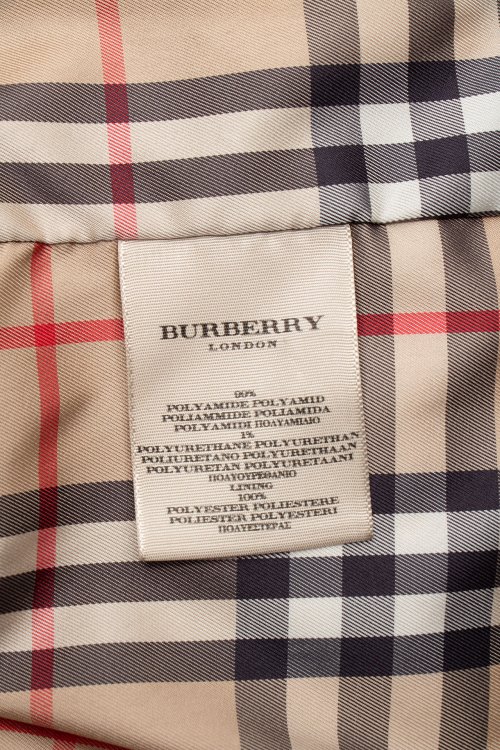 BURBERRY
LONDON
99%
POLYAMIDE POLYAMID
POLIAMMIDE POLIAMIDA
POLYAMIDI ΠΟΛΥΑΜΙΔΙΟ
1%
POLYURETHANE POLYURETHAN
POLIURETANO POLYURETHAAN
POLYURETAN POLYURETAANI
ΠΟΛΥΟΥΡΕΘΑΝΙΟ
LINING
100%
POLYESTER POLIESTERE
POLIESTER POLYESTERI
ΠΟΛΥΕΣΤΕΡΑΣ